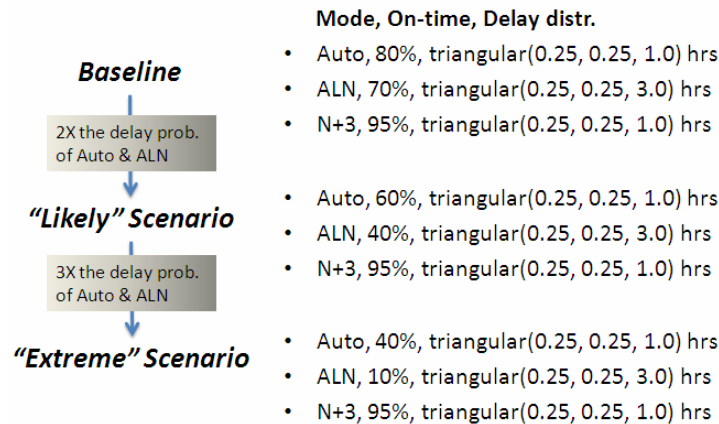 Mode, On-time, Delay distr.
Baseline
• Auto, 80%, triangular(0.25, 0.25, 1.0) hrs
• ALN, 70%, triangular(0.25, 0.25, 3.0) hrs
• N+3, 95%, triangular(0.25, 0.25, 1.0) hrs
2X the delay prob.
of Auto & ALN
"Likely" Scenario
• Auto, 60%, triangular(0.25, 0.25, 1.0) hrs
• ALN, 40%, triangular(0.25, 0.25, 3.0) hrs
• N+3, 95%, triangular(0.25, 0.25, 1.0) hrs
3X the delay prob.
of Auto & ALN
"Extreme" Scenario
• Auto, 40%, triangular(0.25, 0.25, 1.0) hrs
• ALN, 10%, triangular(0.25, 0.25, 3.0) hrs
• N+3, 95%, triangular(0.25, 0.25, 1.0) hrs